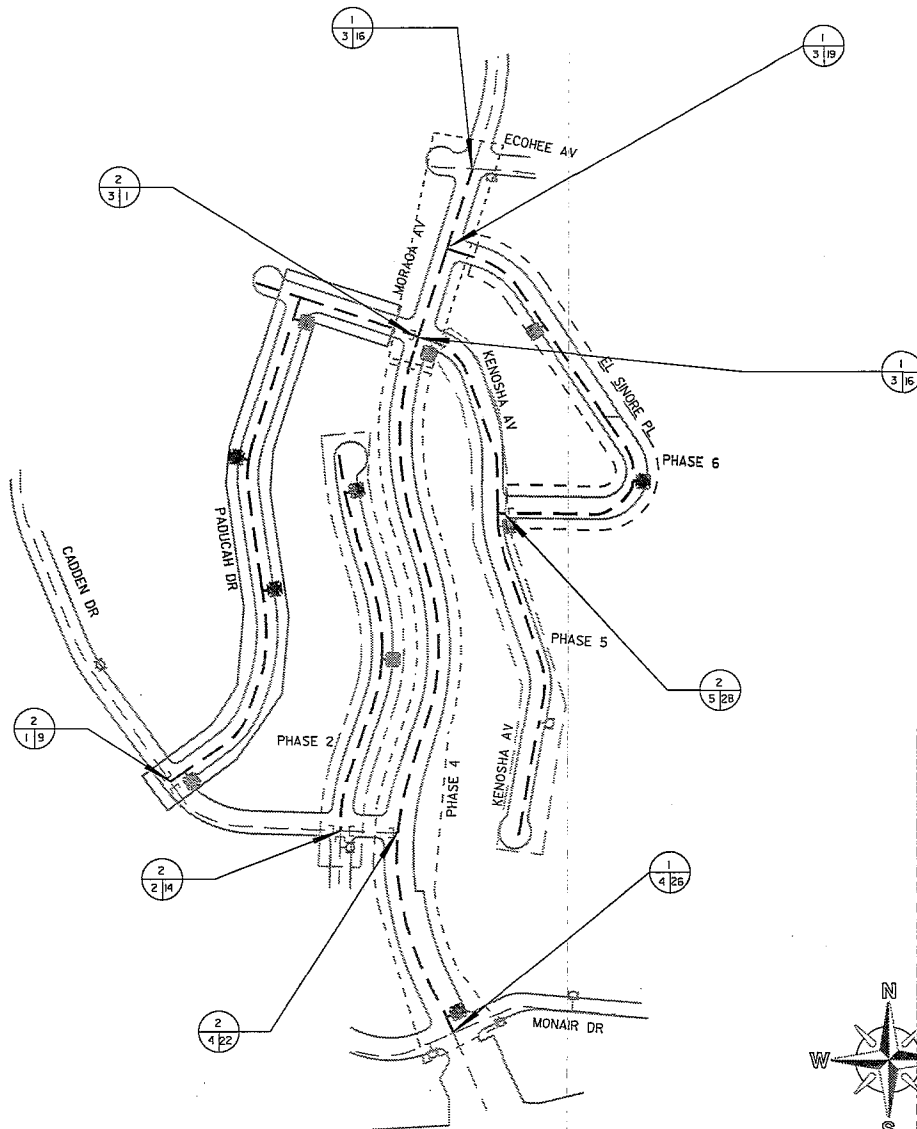 1
3 | 16
1
3 | 19
ECOHEE AV
2
3 | 1
MORAGA AV
KENOSHA AV
EL SINORE PL
1
3 | 16
PHASE 6
PADUCAH DR
CADDEN DR
PHASE 5
2
5 | 28
2
1 | 9
PHASE 2
PHASE 4
KENOSHA AV
2
2 | 14
1
4 | 26
2
4 | 22
MONAIR DR
N
W
S